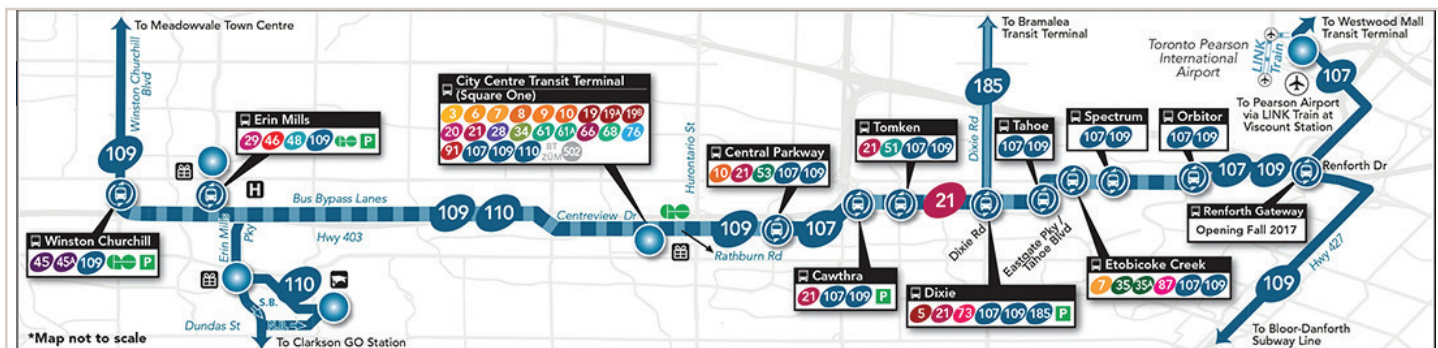 To Meadowvale Town Centre
Winston Churchill
Blvd
109
Winston Churchill
45 45A 109 P
Erin Mills
29 46 48 109 P
H
Erin Mills
Pky
110
S.B.
Dundas St
To Clarkson GO Station
*Map not to scale
Bus Bypass Lanes
Hwy 403
109 110
City Centre Transit Terminal
(Square One)
3 6 7 8 9 10 19 19A 19B
20 21 28 34 61 61A 66 68 76
91 107 109 110 BT ZÜM 502
Centreview Dr
Hurontario St
Rathburn Rd
109 107
Central Parkway
10 21 53 107 109
Cawthra
21 107 109 P
Tomken
21 51 107 109
21
To Bramalea
Transit Terminal
185
Dixie Rd
Dixie Rd
Dixie
5 21 73 107 109 185 P
Tahoe
107 109
Eastgate Pky /
Tahoe Blvd
Etobicoke Creek
7 35 35A 87 107 109
Spectrum
107 109
Orbitor
107 109
107 109
Renforth Dr
Renforth Gateway
Opening Fall 2017
Toronto Pearson
International
Airport
LINK
Train
To Westwood Mall
Transit Terminal
107
To Pearson Airport
via LINK Train at
Viscount Station
Hwy 427
109
To Bloor-Danforth
Subway Line